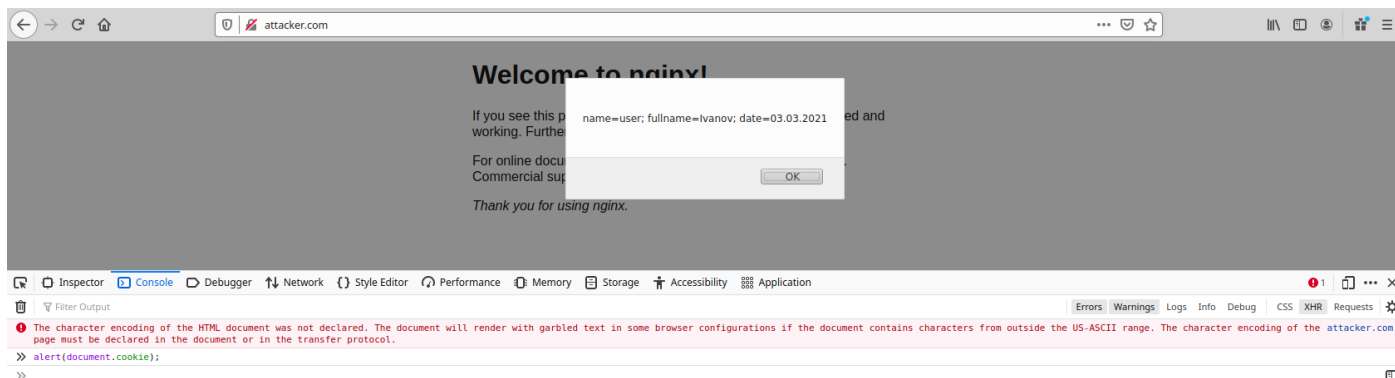 attacker.com
Welcome to nginx!
If you see this p
ed and
working. Furthe
name=user; fullname=Ivanov; date=03.03.2021
For online docu
.
Commercial sup
OK
Thank you for using nginx.
Inspector Console Debugger Network Style Editor Performance Memory Storage Accessibility Application 1
Filter Output Errors Warnings Logs Info Debug CSS XHR Requests
The character encoding of the HTML document was not declared. The document will render with garbled text in some browser configurations if the document contains characters from outside the US-ASCII range. The character encoding of the attacker.com
page must be declared in the document or in the transfer protocol.
» alert(document.cookie);
»